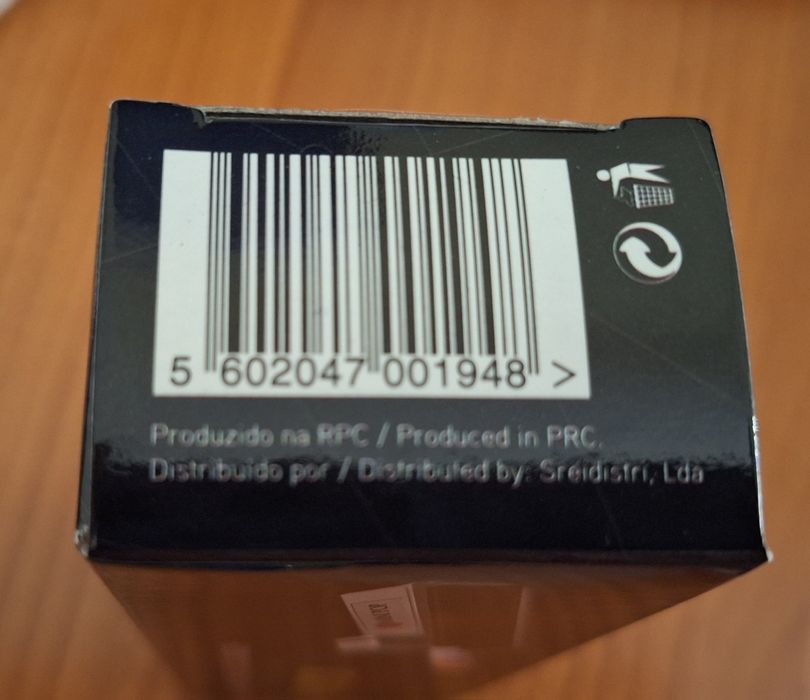 5 602047 001948 >
Produzido na RPC / Produced in PRC.
Distribuido por / Distributed by: Sreidistri, Lda